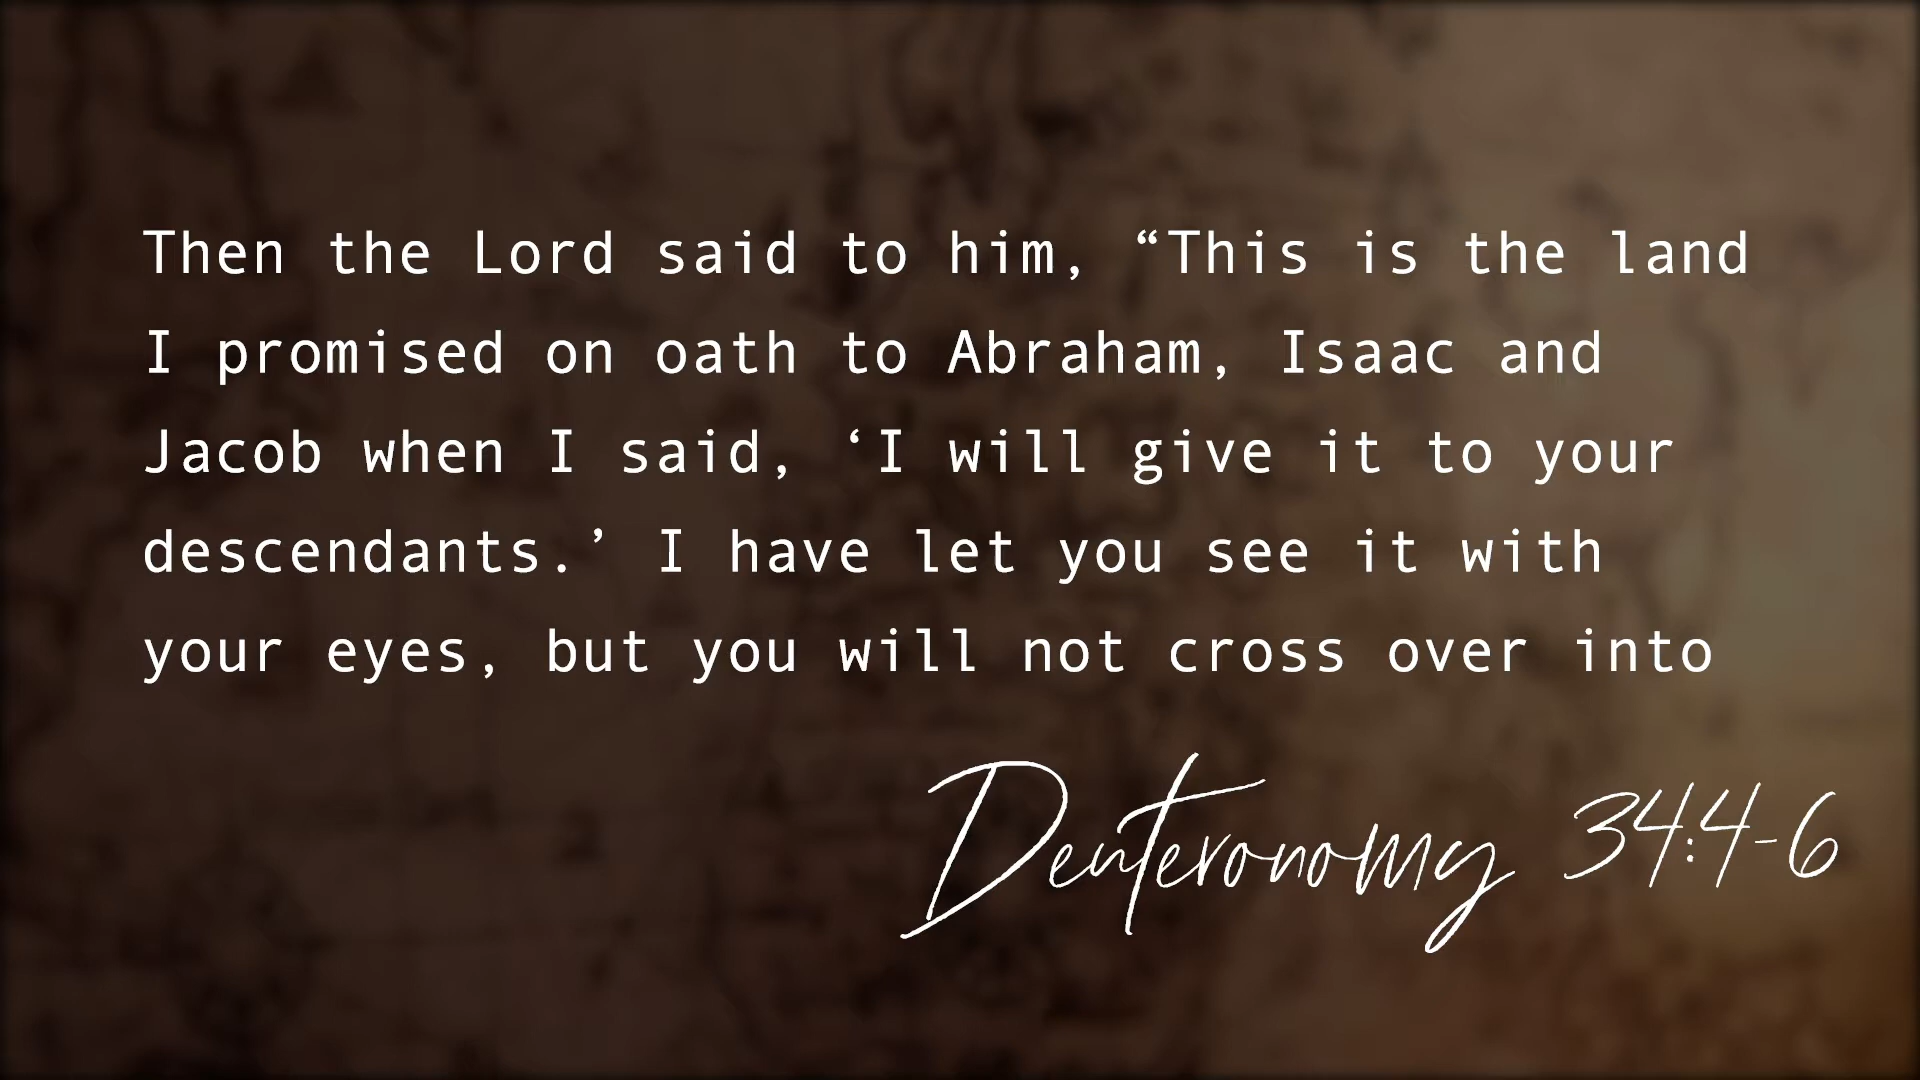 Then the Lord said to him, “This is the land
I promised on oath to Abraham, Isaac and
Jacob when I said, ‘I will give it to your
descendants.’ I have let you see it with
your eyes, but you will not cross over into
Deuteronomy 34:4-6